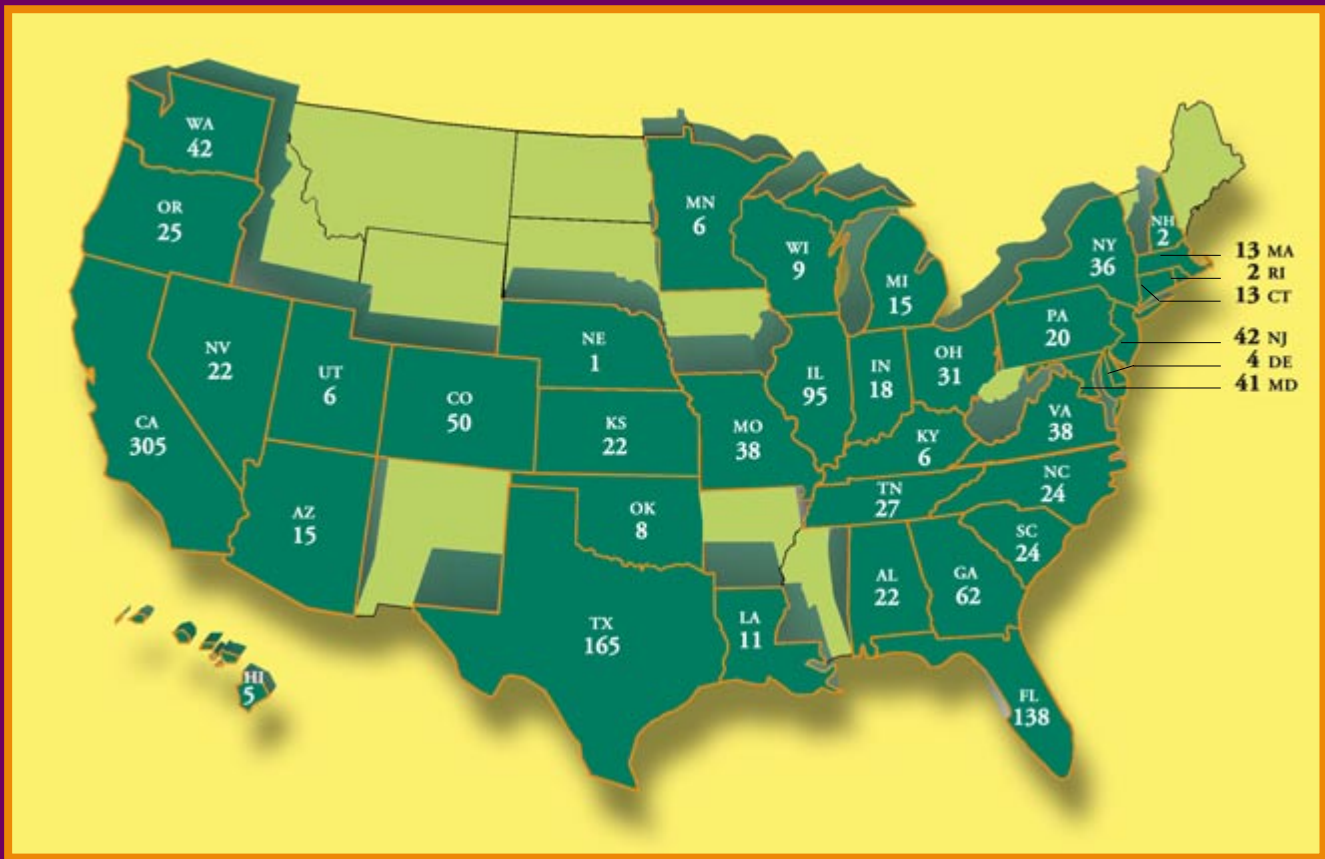 WA
42
OR
25
CA
305
NV
22
UT
6
AZ
15
CO
50
NE
1
KS
22
OK
8
TX
165
MN
6
WI
9
MO
38
LA
11
IL
95
MI
15
IN
18
OH
31
KY
6
TN
27
AL
22
GA
62
FL
138
SC
24
NC
24
VA
38
PA
20
NY
36
NH
2
13 MA
2 RI
13 CT
42 NJ
4 DE
41 MD
HI
5